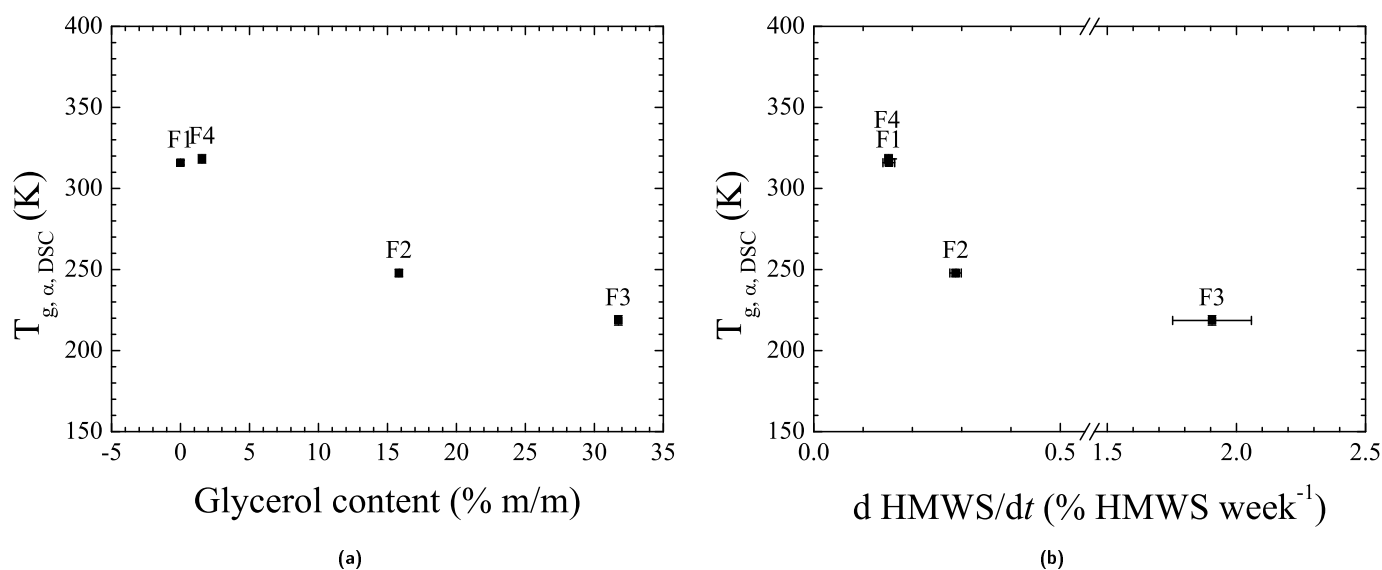 400
350
300
250
200
150
F1
F4
F2
F3
-5 0 5 10 15 20 25 30 35
T g, α, DSC (K)
Glycerol content (% m/m)
(a)
400
350
300
250
200
150
F4
F1
F2
F3
0.0 0.5 1.5 2.0 2.5
T g, α, DSC (K)
d HMWS/dt (% HMWS week-1)
(b)